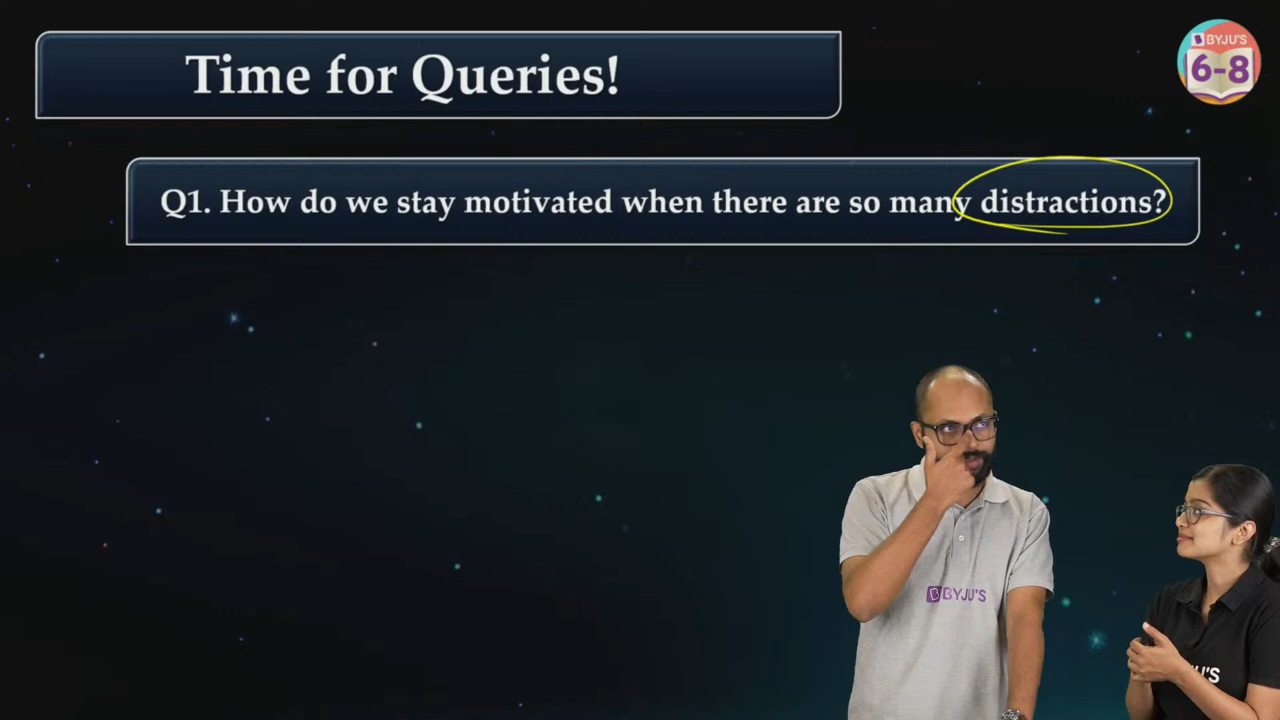 Time for Queries!
BYJU'S
6-8
Q1. How do we stay motivated when there are so many distractions?
BYJU'S
JU'S